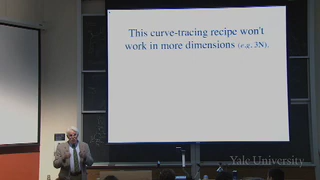 This curve-tracing recipe won't
work in more dimensions (e.g. 3N).
Yale University